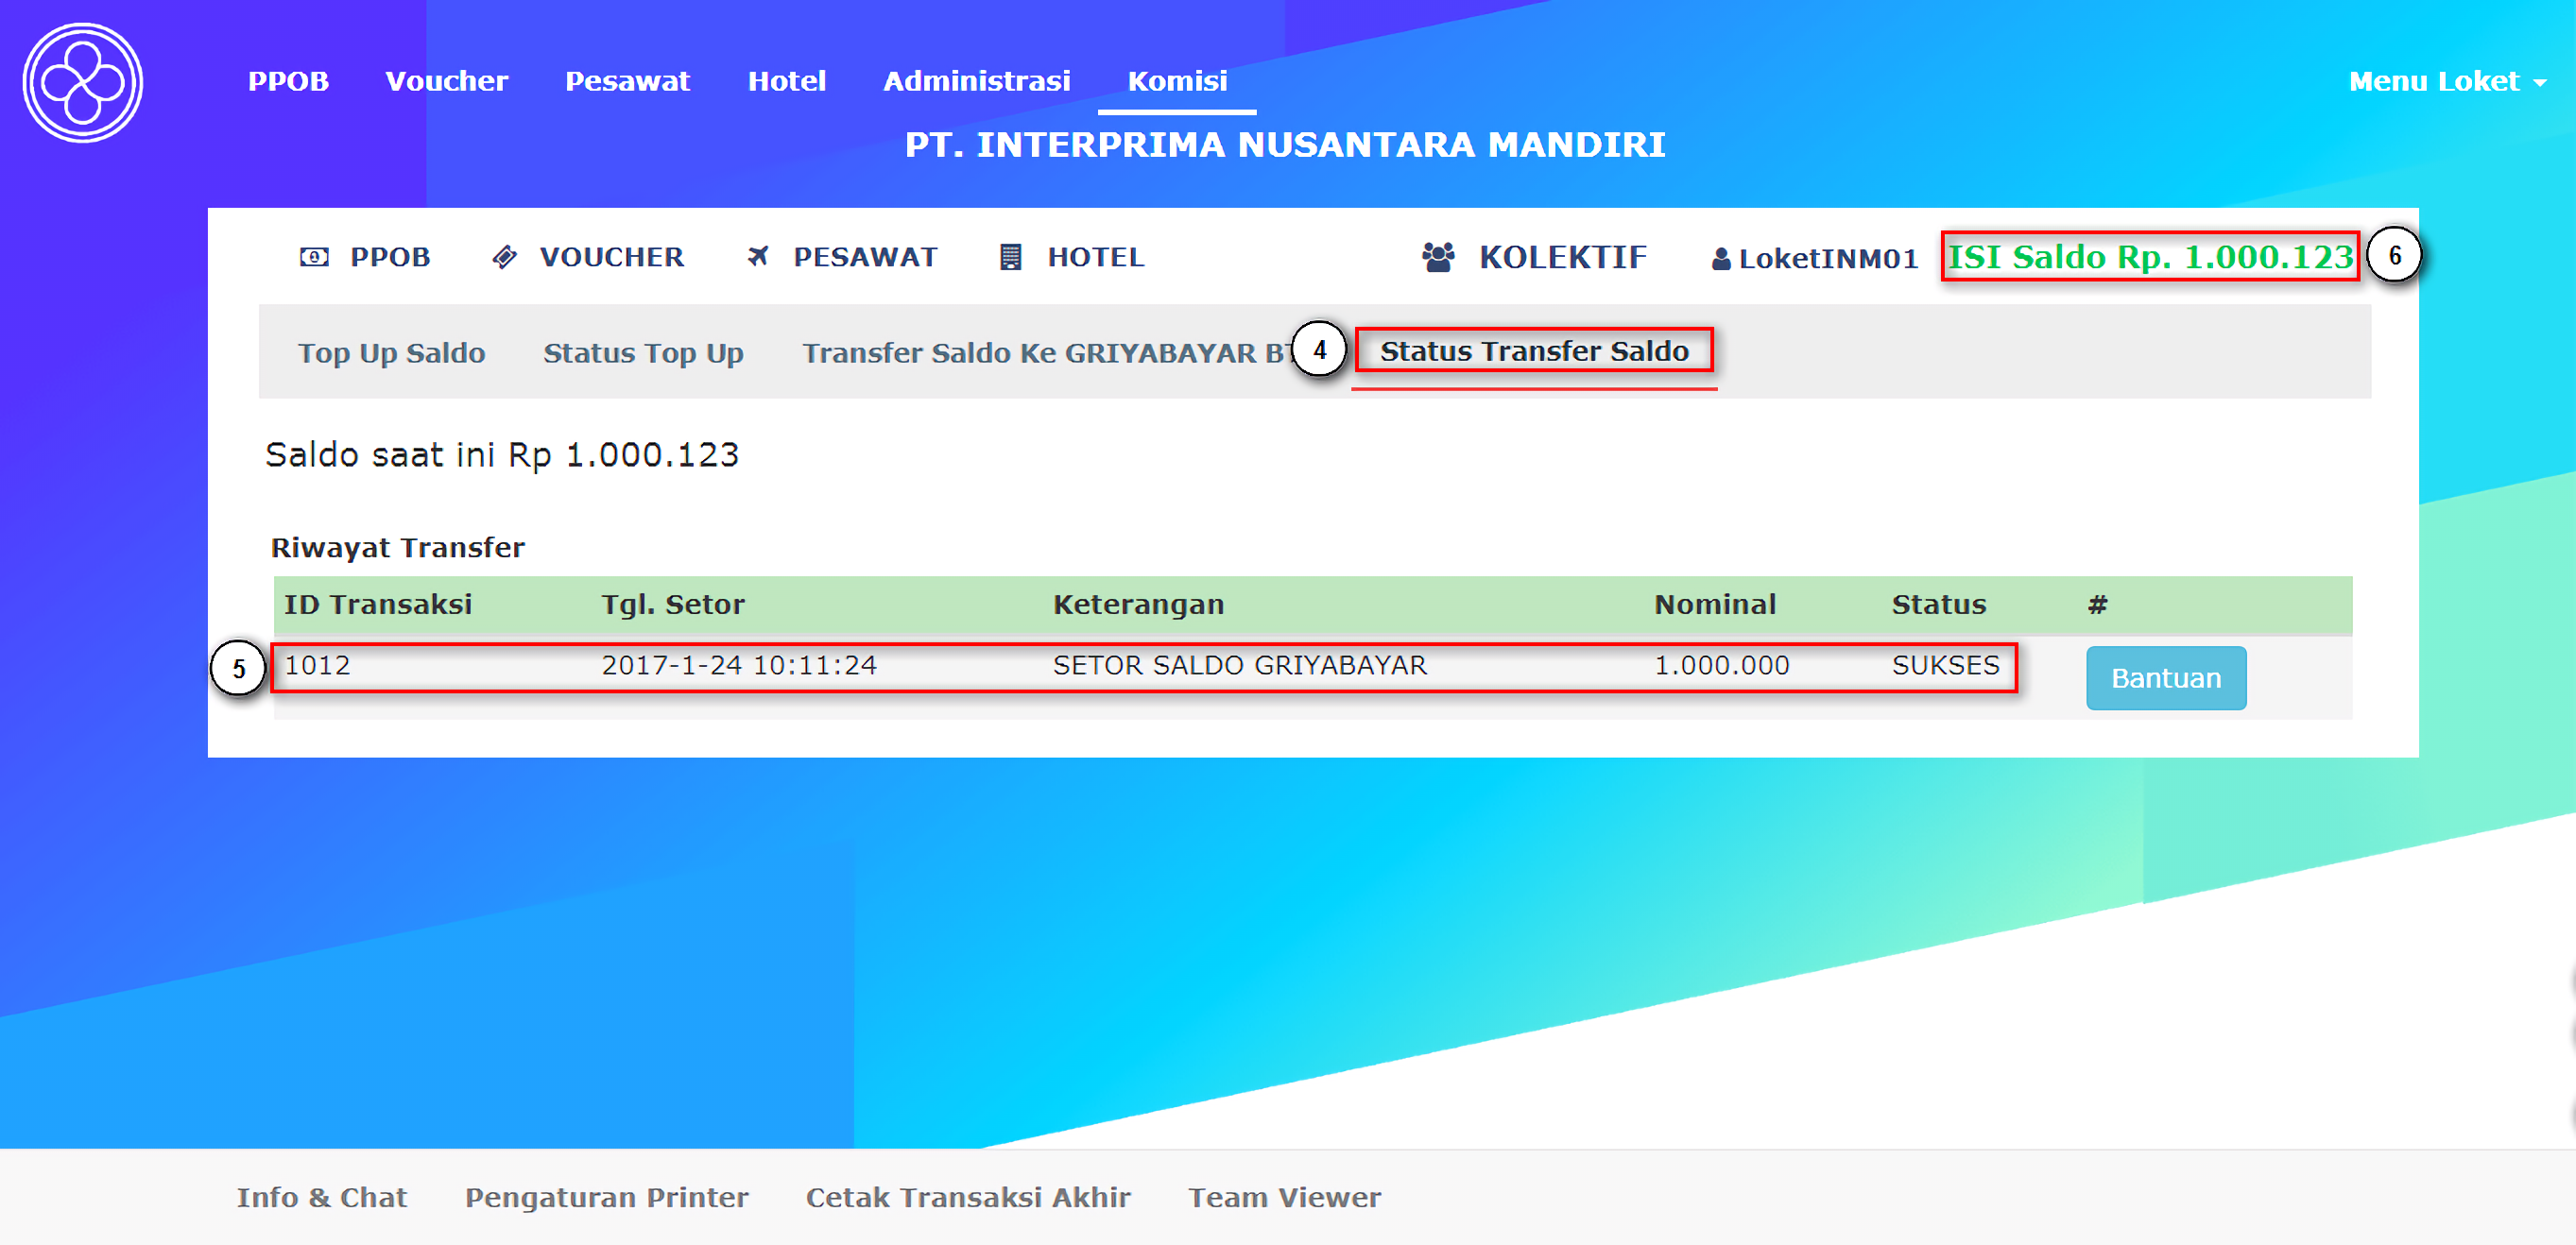 PPOB Voucher Pesawat Hotel Administrasi Komisi Menu Loket
PT. INTERPRIMA NUSANTARA MANDIRI
PPOB VOUCHER PESAWAT HOTEL KOLEKTIF LoketINM01 ISI Saldo Rp. 1.000.123 6
Top Up Saldo Status Top Up Transfer Saldo Ke GRIYABAYAR 4 Status Transfer Saldo
Saldo saat ini Rp 1.000.123
Riwayat Transfer
ID Transaksi Tgl. Setor Keterangan Nominal Status #
5 1012 2017-1-24 10:11:24 SETOR SALDO GRIYABAYAR 1.000.000 SUKSES Bantuan
Info & Chat Pengaturan Printer Cetak Transaksi Akhir Team Viewer